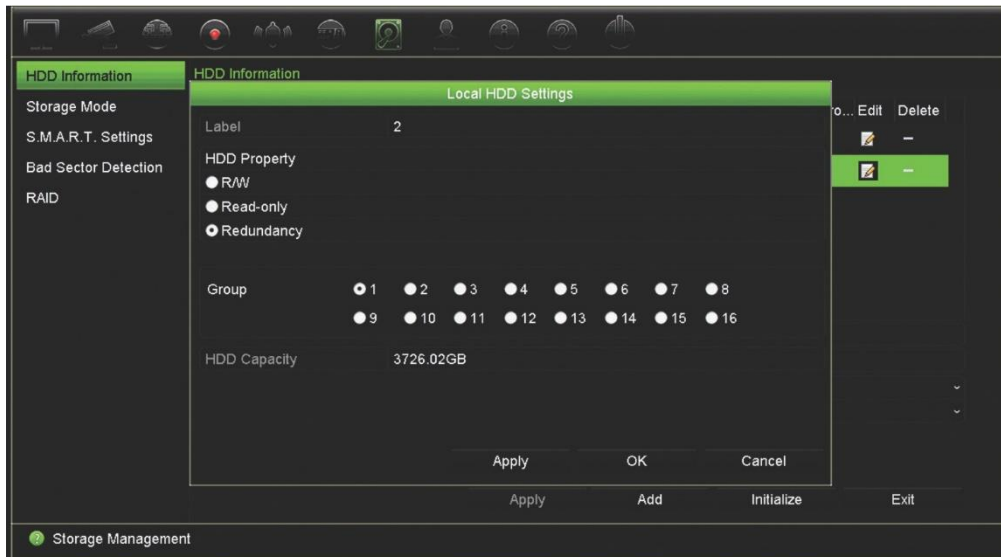 HDD Information
HDD Information
Local HDD Settings
Storage Mode
o... Edit Delete
Label 2
S.M.A.R.T. Settings
HDD Property
Bad Sector Detection
R/W
RAID
Read-only
Redundancy
Group 1 2 3 4 5 6 7 8
9 10 11 12 13 14 15 16
HDD Capacity 3726.02GB
Apply OK Cancel
Apply Add Initialize Exit
Storage Management